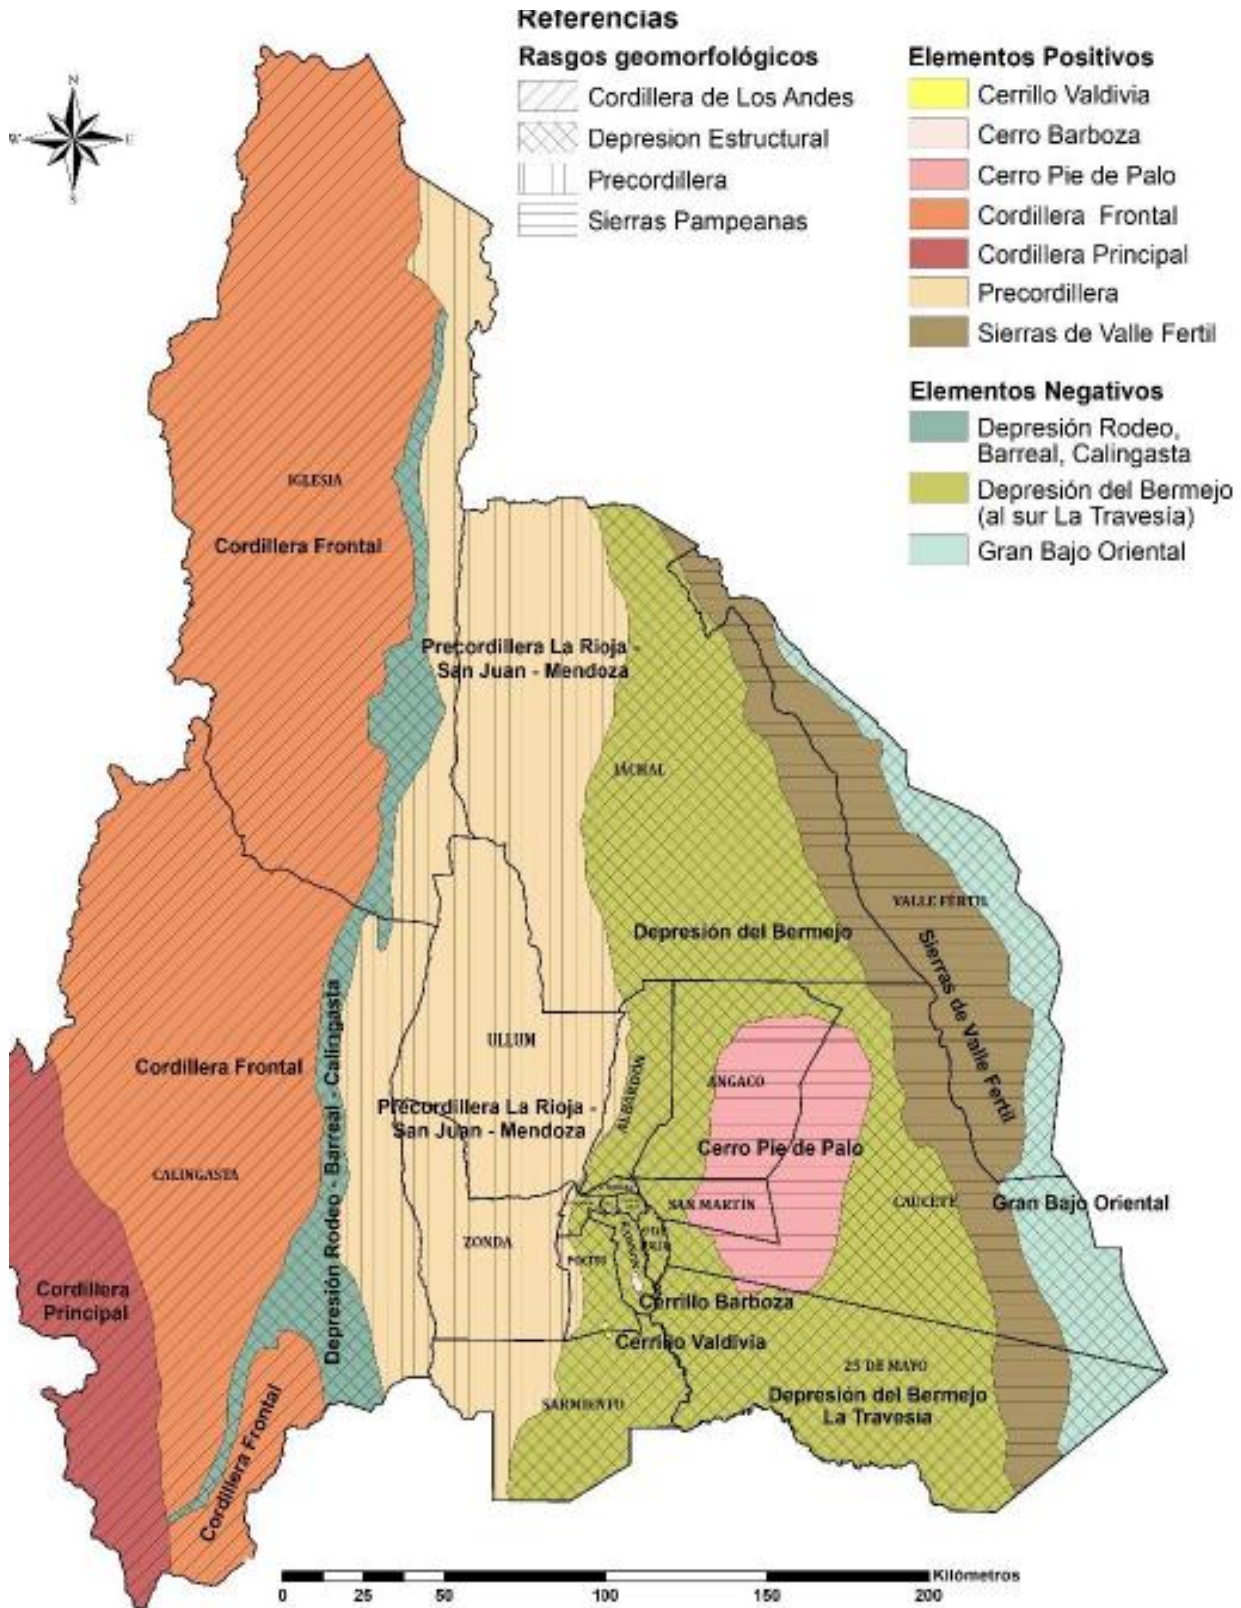 Referencias
Rasgos geomorfológicos
Cordillera de Los Andes
Depresion Estructural
Precordillera
Sierras Pampeanas
Elementos Positivos
Cerrillo Valdivia
Cerro Barboza
Cerro Pie de Palo
Cordillera Frontal
Cordillera Principal
Precordillera
Sierras de Valle Fertil
Elementos Negativos
Depresión Rodeo,
Barreal, Calingasta
Depresión del Bermejo
(al sur La Travesía)
Gran Bajo Oriental
N
W
E
S
IGLESIA
Cordillera Frontal
Precordillera La Rioja -
San Juan - Mendoza
JÁCHAL
VALLE FÉRTIL
Depresión del Bermejo
Sierras de Valle Fertil
Depresión Rodeo - Barreal - Calingasta
ULLUM
Cordillera Frontal
ALBARDÓN
ANGACO
Precordillera La Rioja -
San Juan - Mendoza
Cerro Pie de Palo
CALINGASTA
SAN MARTÍN
CAUCETE
Gran Bajo Oriental
ZONDA
POCITO
Cordillera
Principal
Cerrillo Barboza
Cerrillo Valdivia
25 DE MAYO
Depresión del Bermejo
La Travesía
SARMIENTO
Cordillera Frontal
0 25 50 100 150 200
Kilómetros